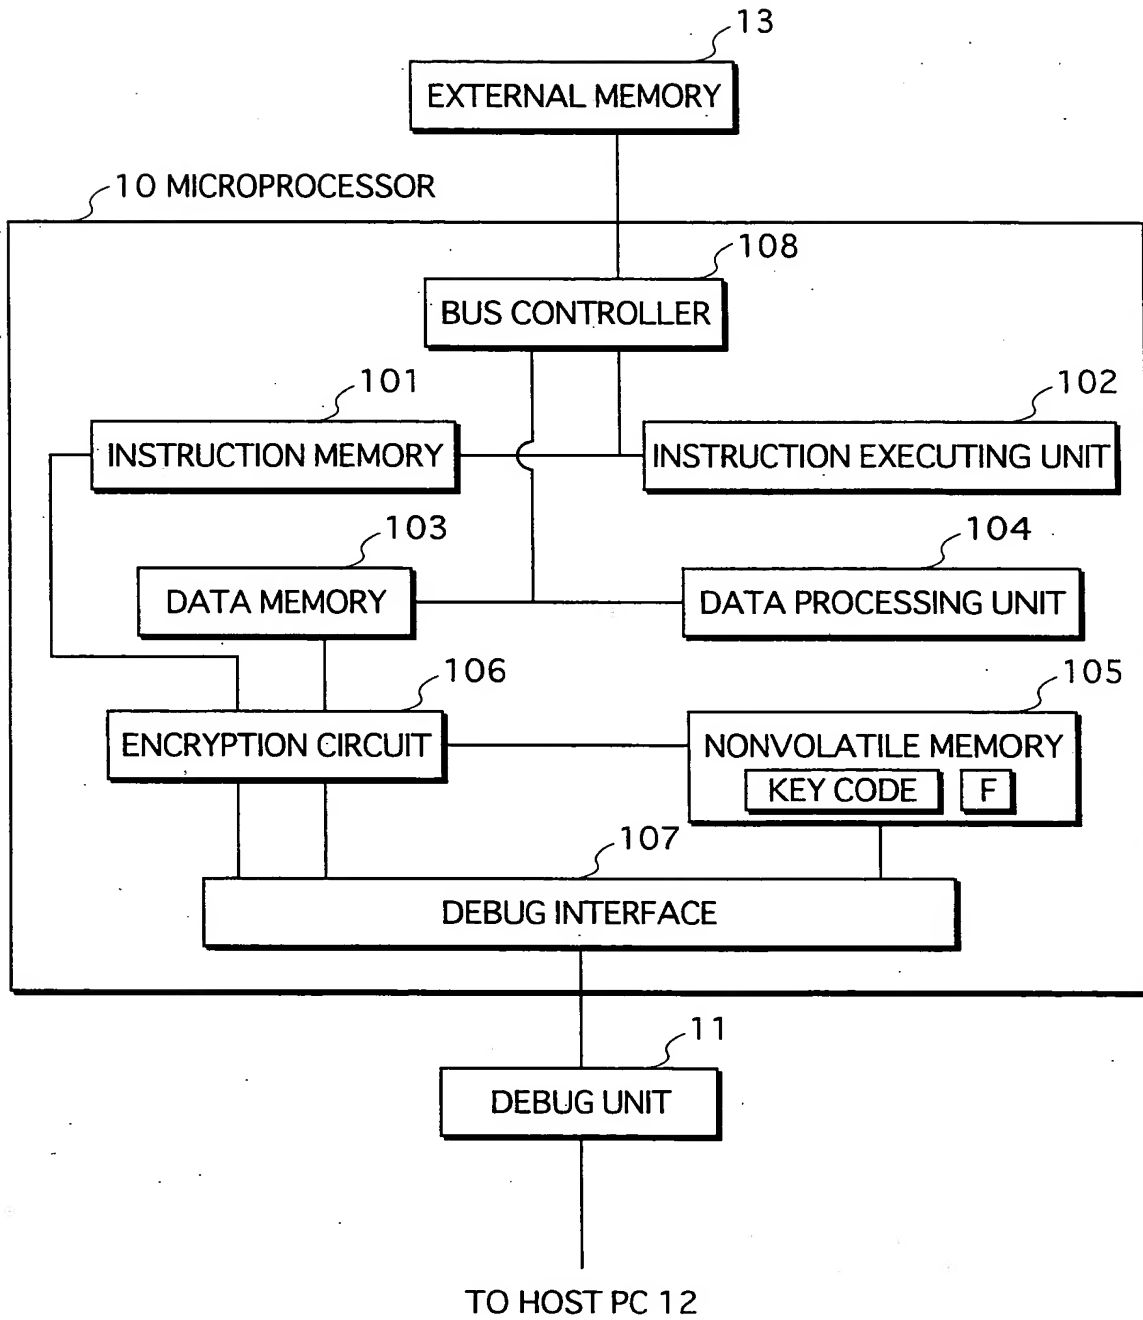 13
EXTERNAL MEMORY
10 MICROPROCESSOR
108
BUS CONTROLLER
101
102
INSTRUCTION MEMORY
INSTRUCTION EXECUTING UNIT
103
104
DATA MEMORY
DATA PROCESSING UNIT
106
105
ENCRYPTION CIRCUIT
NONVOLATILE MEMORY
KEY CODE
F
107
DEBUG INTERFACE
11
DEBUG UNIT
TO HOST PC 12